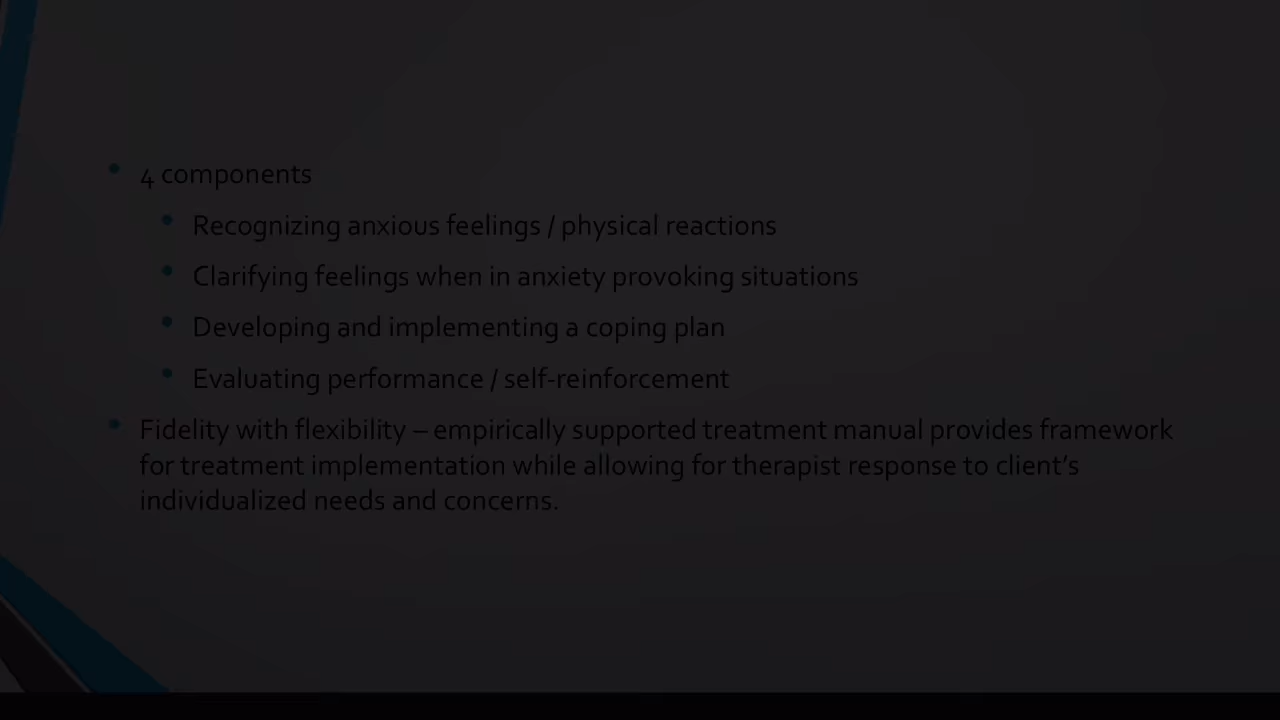 4 components
Recognizing anxious feelings / physical reactions
Clarifying feelings when in anxiety provoking situations
Developing and implementing a coping plan
Evaluating performance / self-reinforcement
Fidelity with flexibility – empirically supported treatment manual provides framework
for treatment implementation while allowing for therapist response to client’s
individualized needs and concerns.